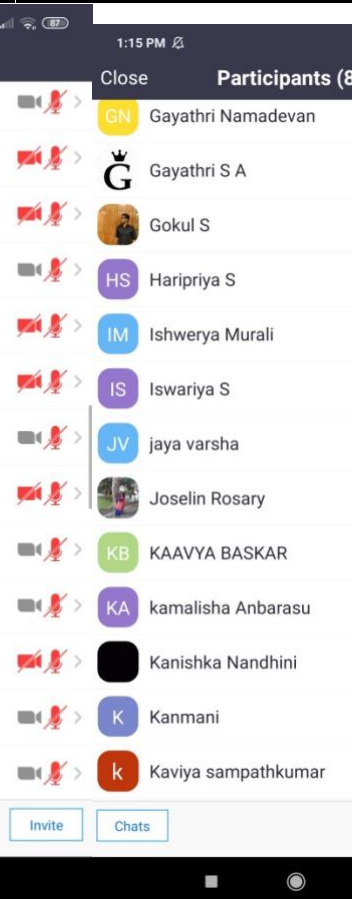 87
1:15 PM
Close Participants (8
GN Gayathri Namadevan
G Gayathri S A
Gokul S
HS Haripriya S
IM Ishwerya Murali
IS Iswariya S
JV jaya varsha
Joselin Rosary
KB KAAVYA BASKAR
KA kamalisha Anbarasu
Kanishka Nandhini
K Kanmani
k Kaviya sampathkumar
Invite Chats